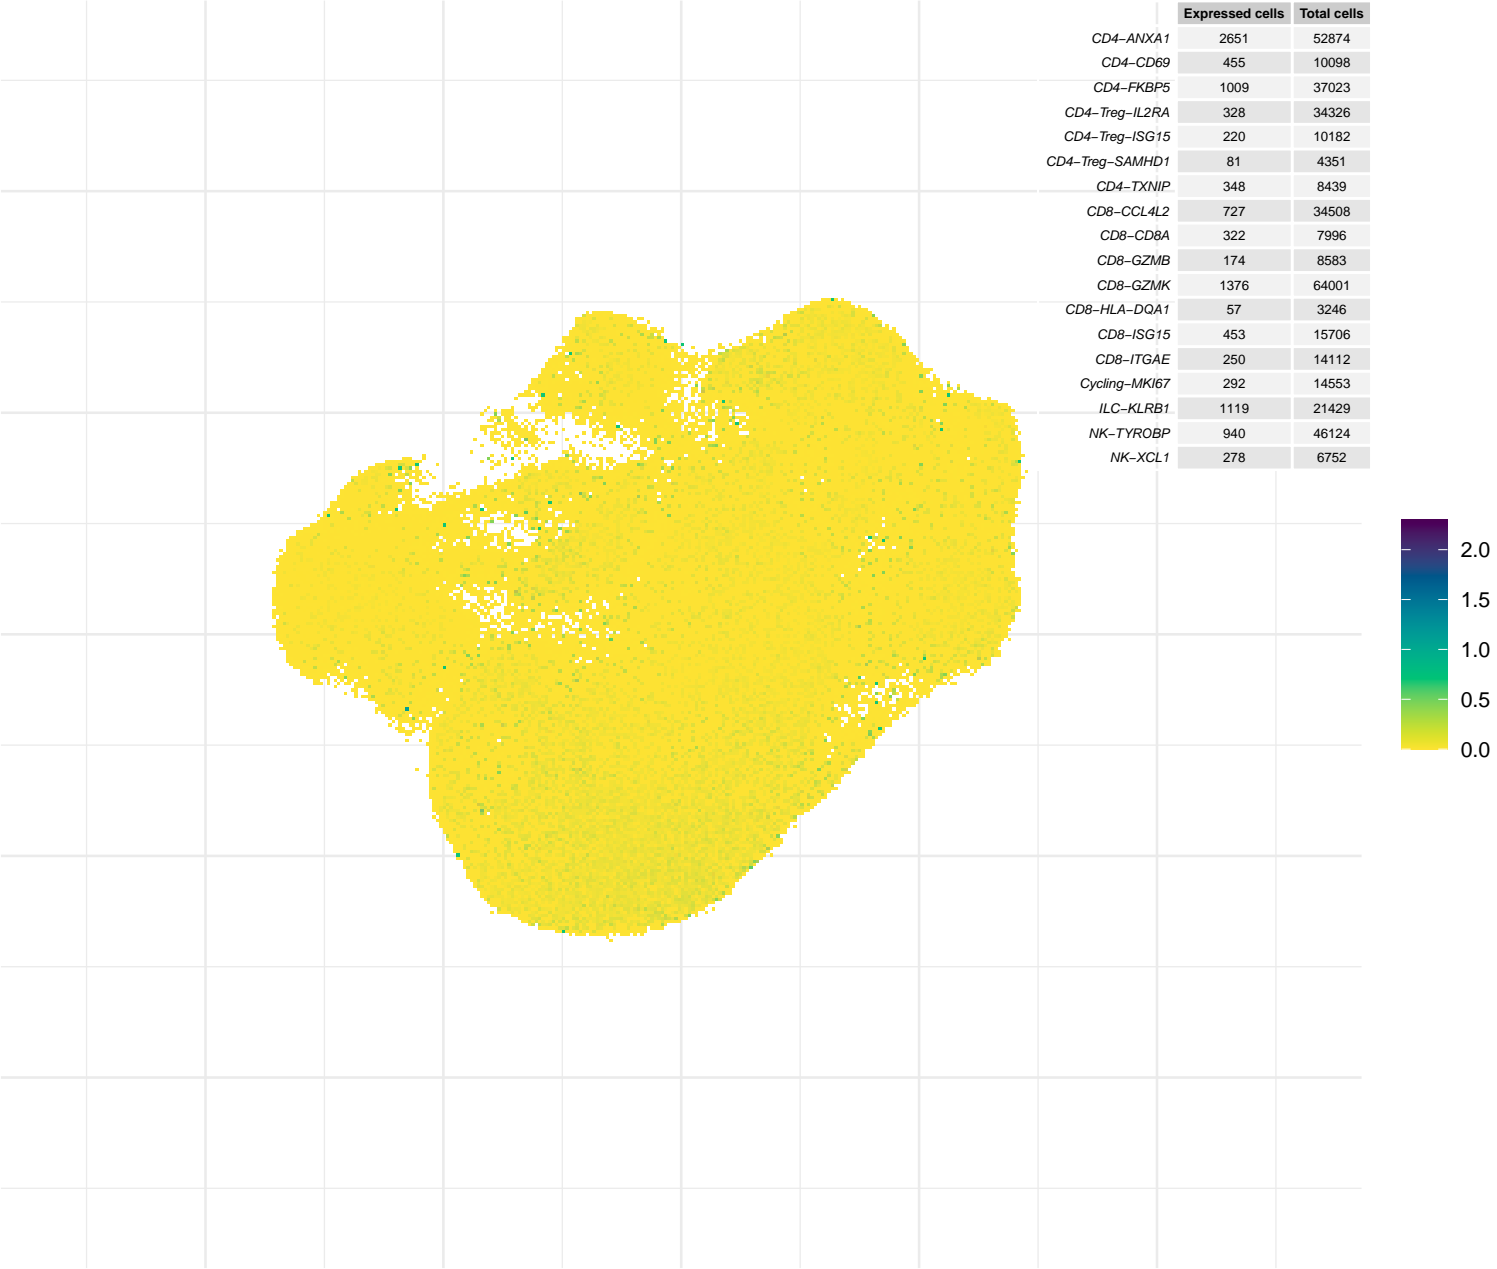 Expressed cells Total cells
CD4−ANXA1 2651 52874
CD4−CD69 455 10098
CD4−FKBP5 1009 37023
CD4−Treg−IL2RA 328 34326
CD4−Treg−ISG15 220 10182
CD4−Treg−SAMHD1 81 4351
CD4−TXNIP 348 8439
CD8−CCL4L2 727 34508
CD8−CD8A 322 7996
CD8−GZMB 174 8583
CD8−GZMK 1376 64001
CD8−HLA−DQA1 57 3246
CD8−ISG15 453 15706
CD8−ITGAE 250 14112
Cycling−MKI67 292 14553
ILC−KLRB1 1119 21429
NK−TYROBP 940 46124
NK−XCL1 278 6752
2.0
1.5
1.0
0.5
0.0